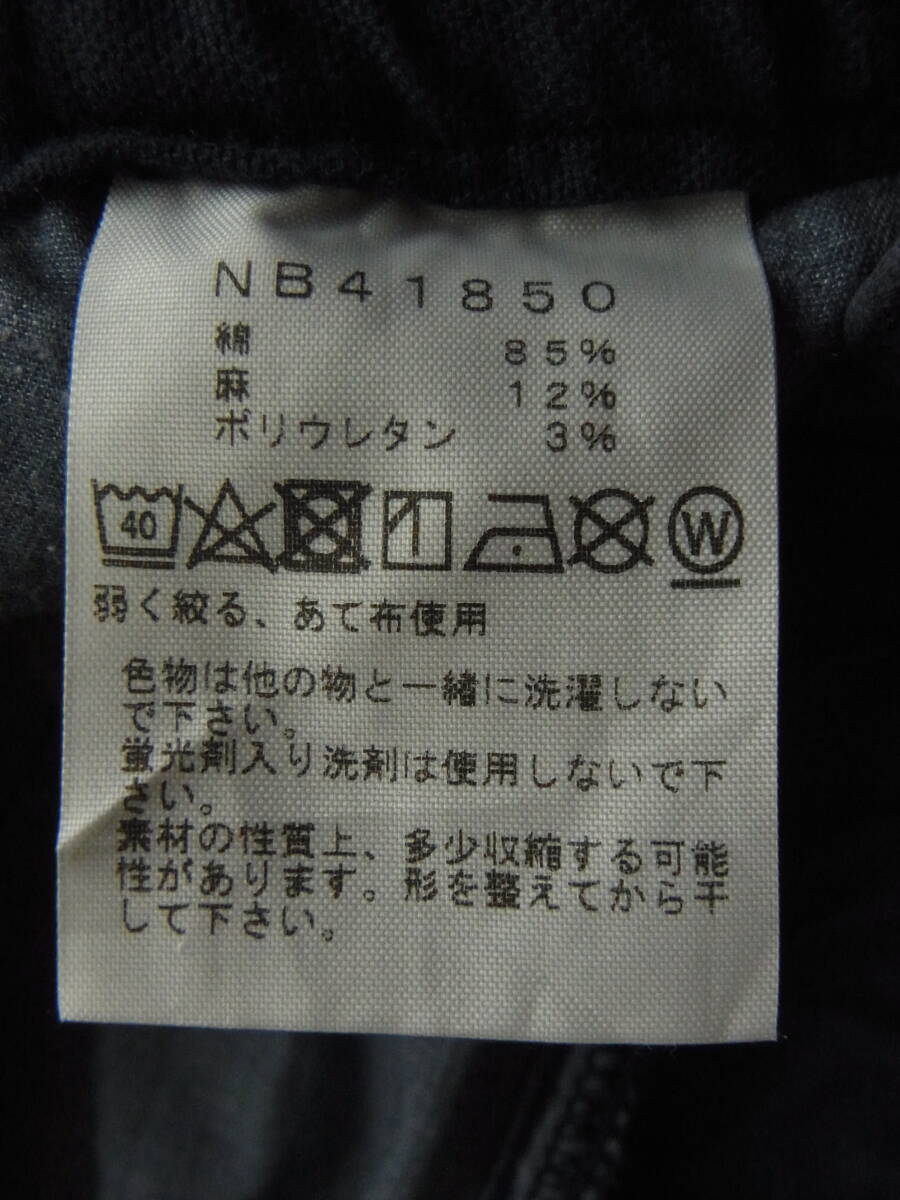 NB41850
綿 85%
麻 12%
ポリウレタン 3%
40 W
弱く絞る、あて布使用
色物は他の物と一緒に洗濯しない
で下さい。
蛍光剤入り洗剤は使用しないで下
さい。
素材の性質上、多少収縮する可能
性があります。形を整えてから干
して下さい。